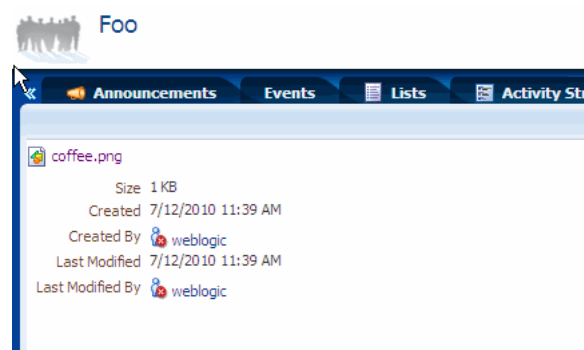 Foo
« Announcements Events Lists Activity Str
coffee.png
Size 1 KB
Created 7/12/2010 11:39 AM
Created By weblogic
Last Modified 7/12/2010 11:39 AM
Last Modified By weblogic